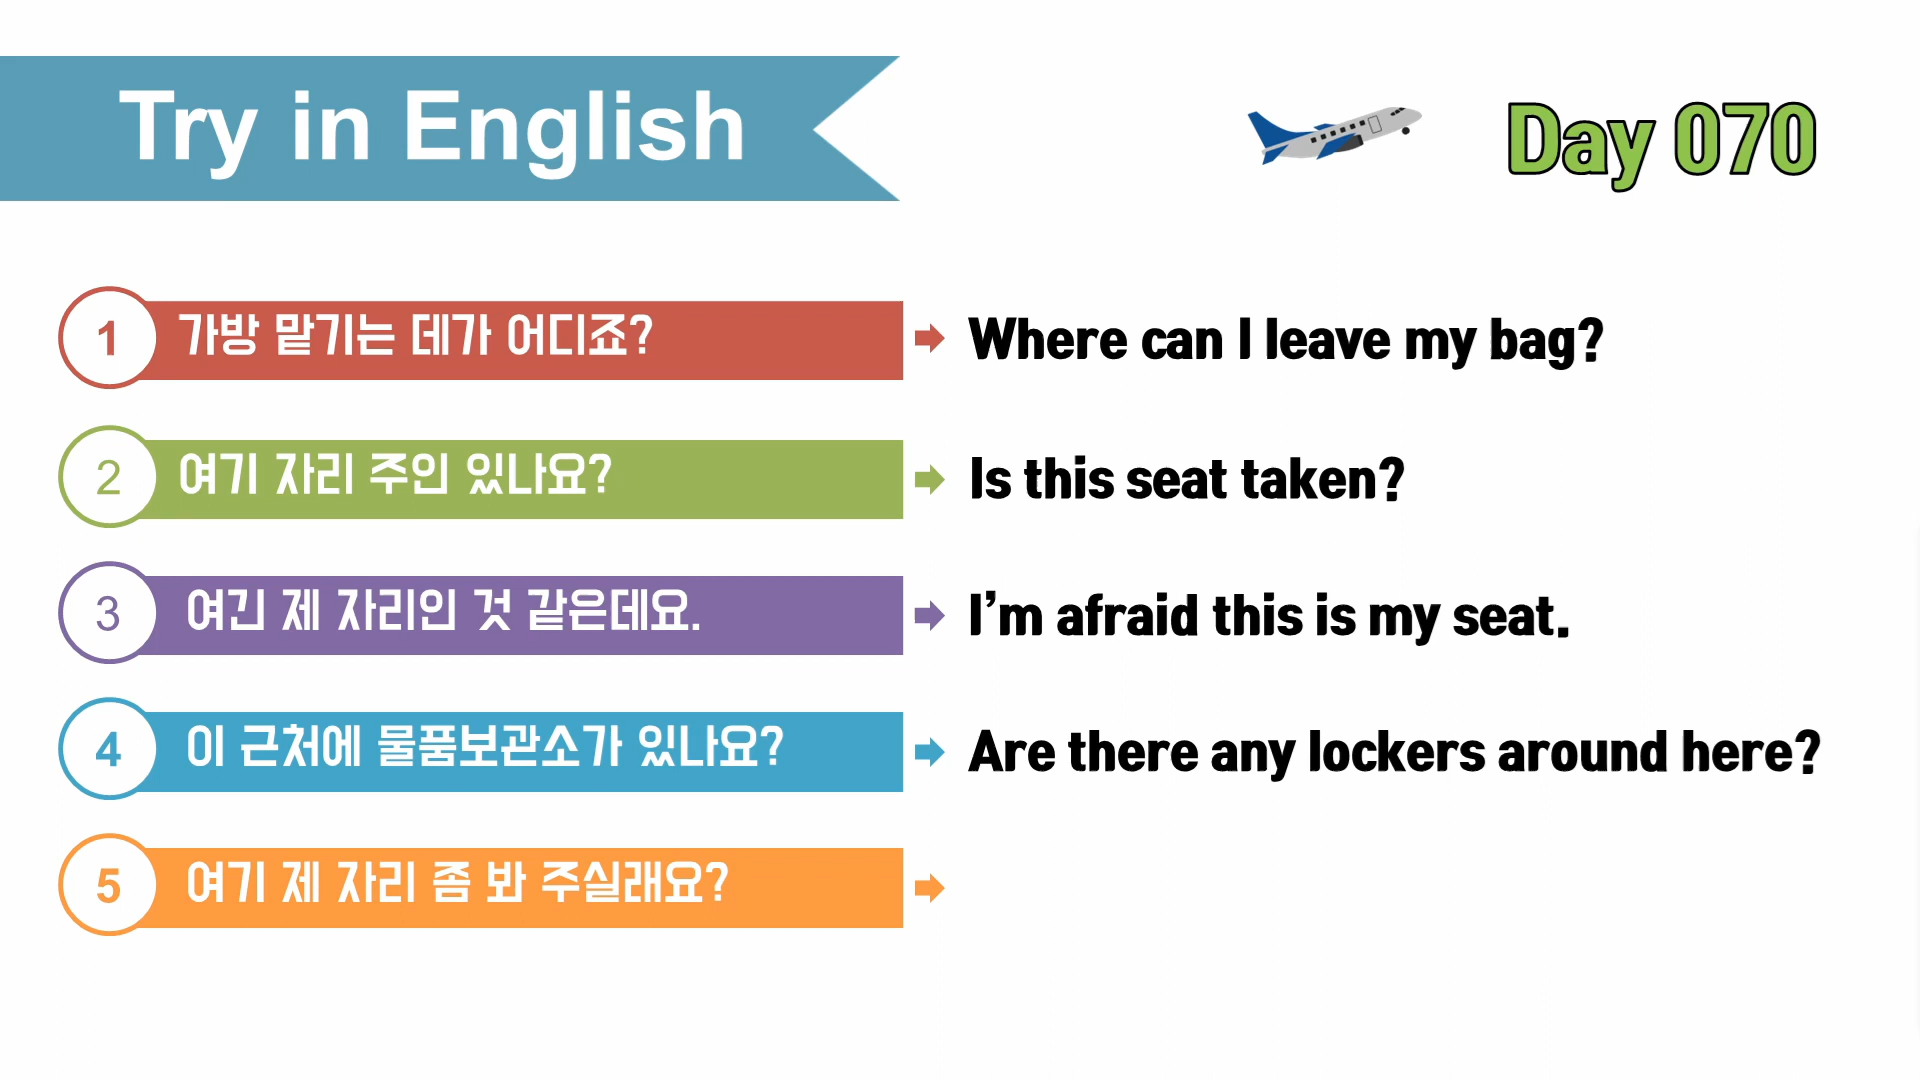 Try in English
Day 070
1 가방 맡기는 데가 어디죠? Where can I leave my bag?
2 여기 자리 주인 있나요? Is this seat taken?
3 여긴 제 자리인 것 같은데요. I'm afraid this is my seat.
4 이 근처에 물품보관소가 있나요? Are there any lockers around here?
5 여기 제 자리 좀 봐 주실래요?